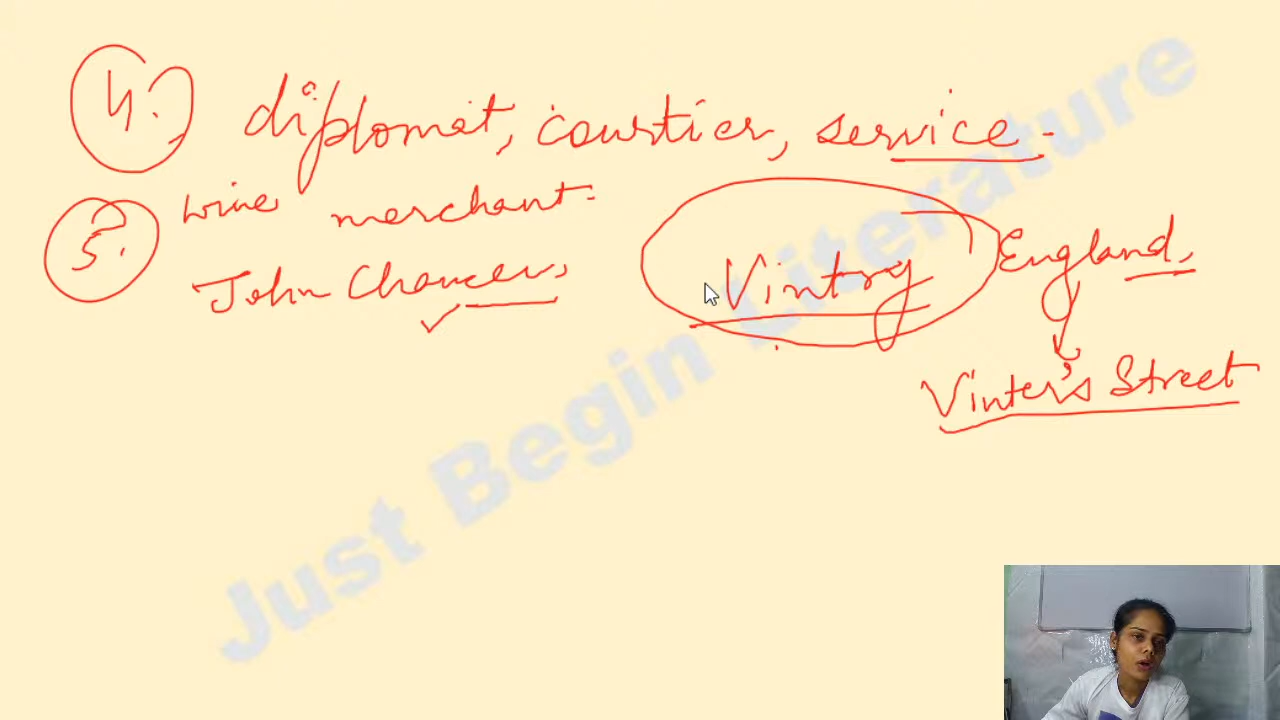 4. diplomat, courtier, service -
5. wine merchant.
John Chaucer,
Vintry England,
Vinter's Street
Just Begin Literature